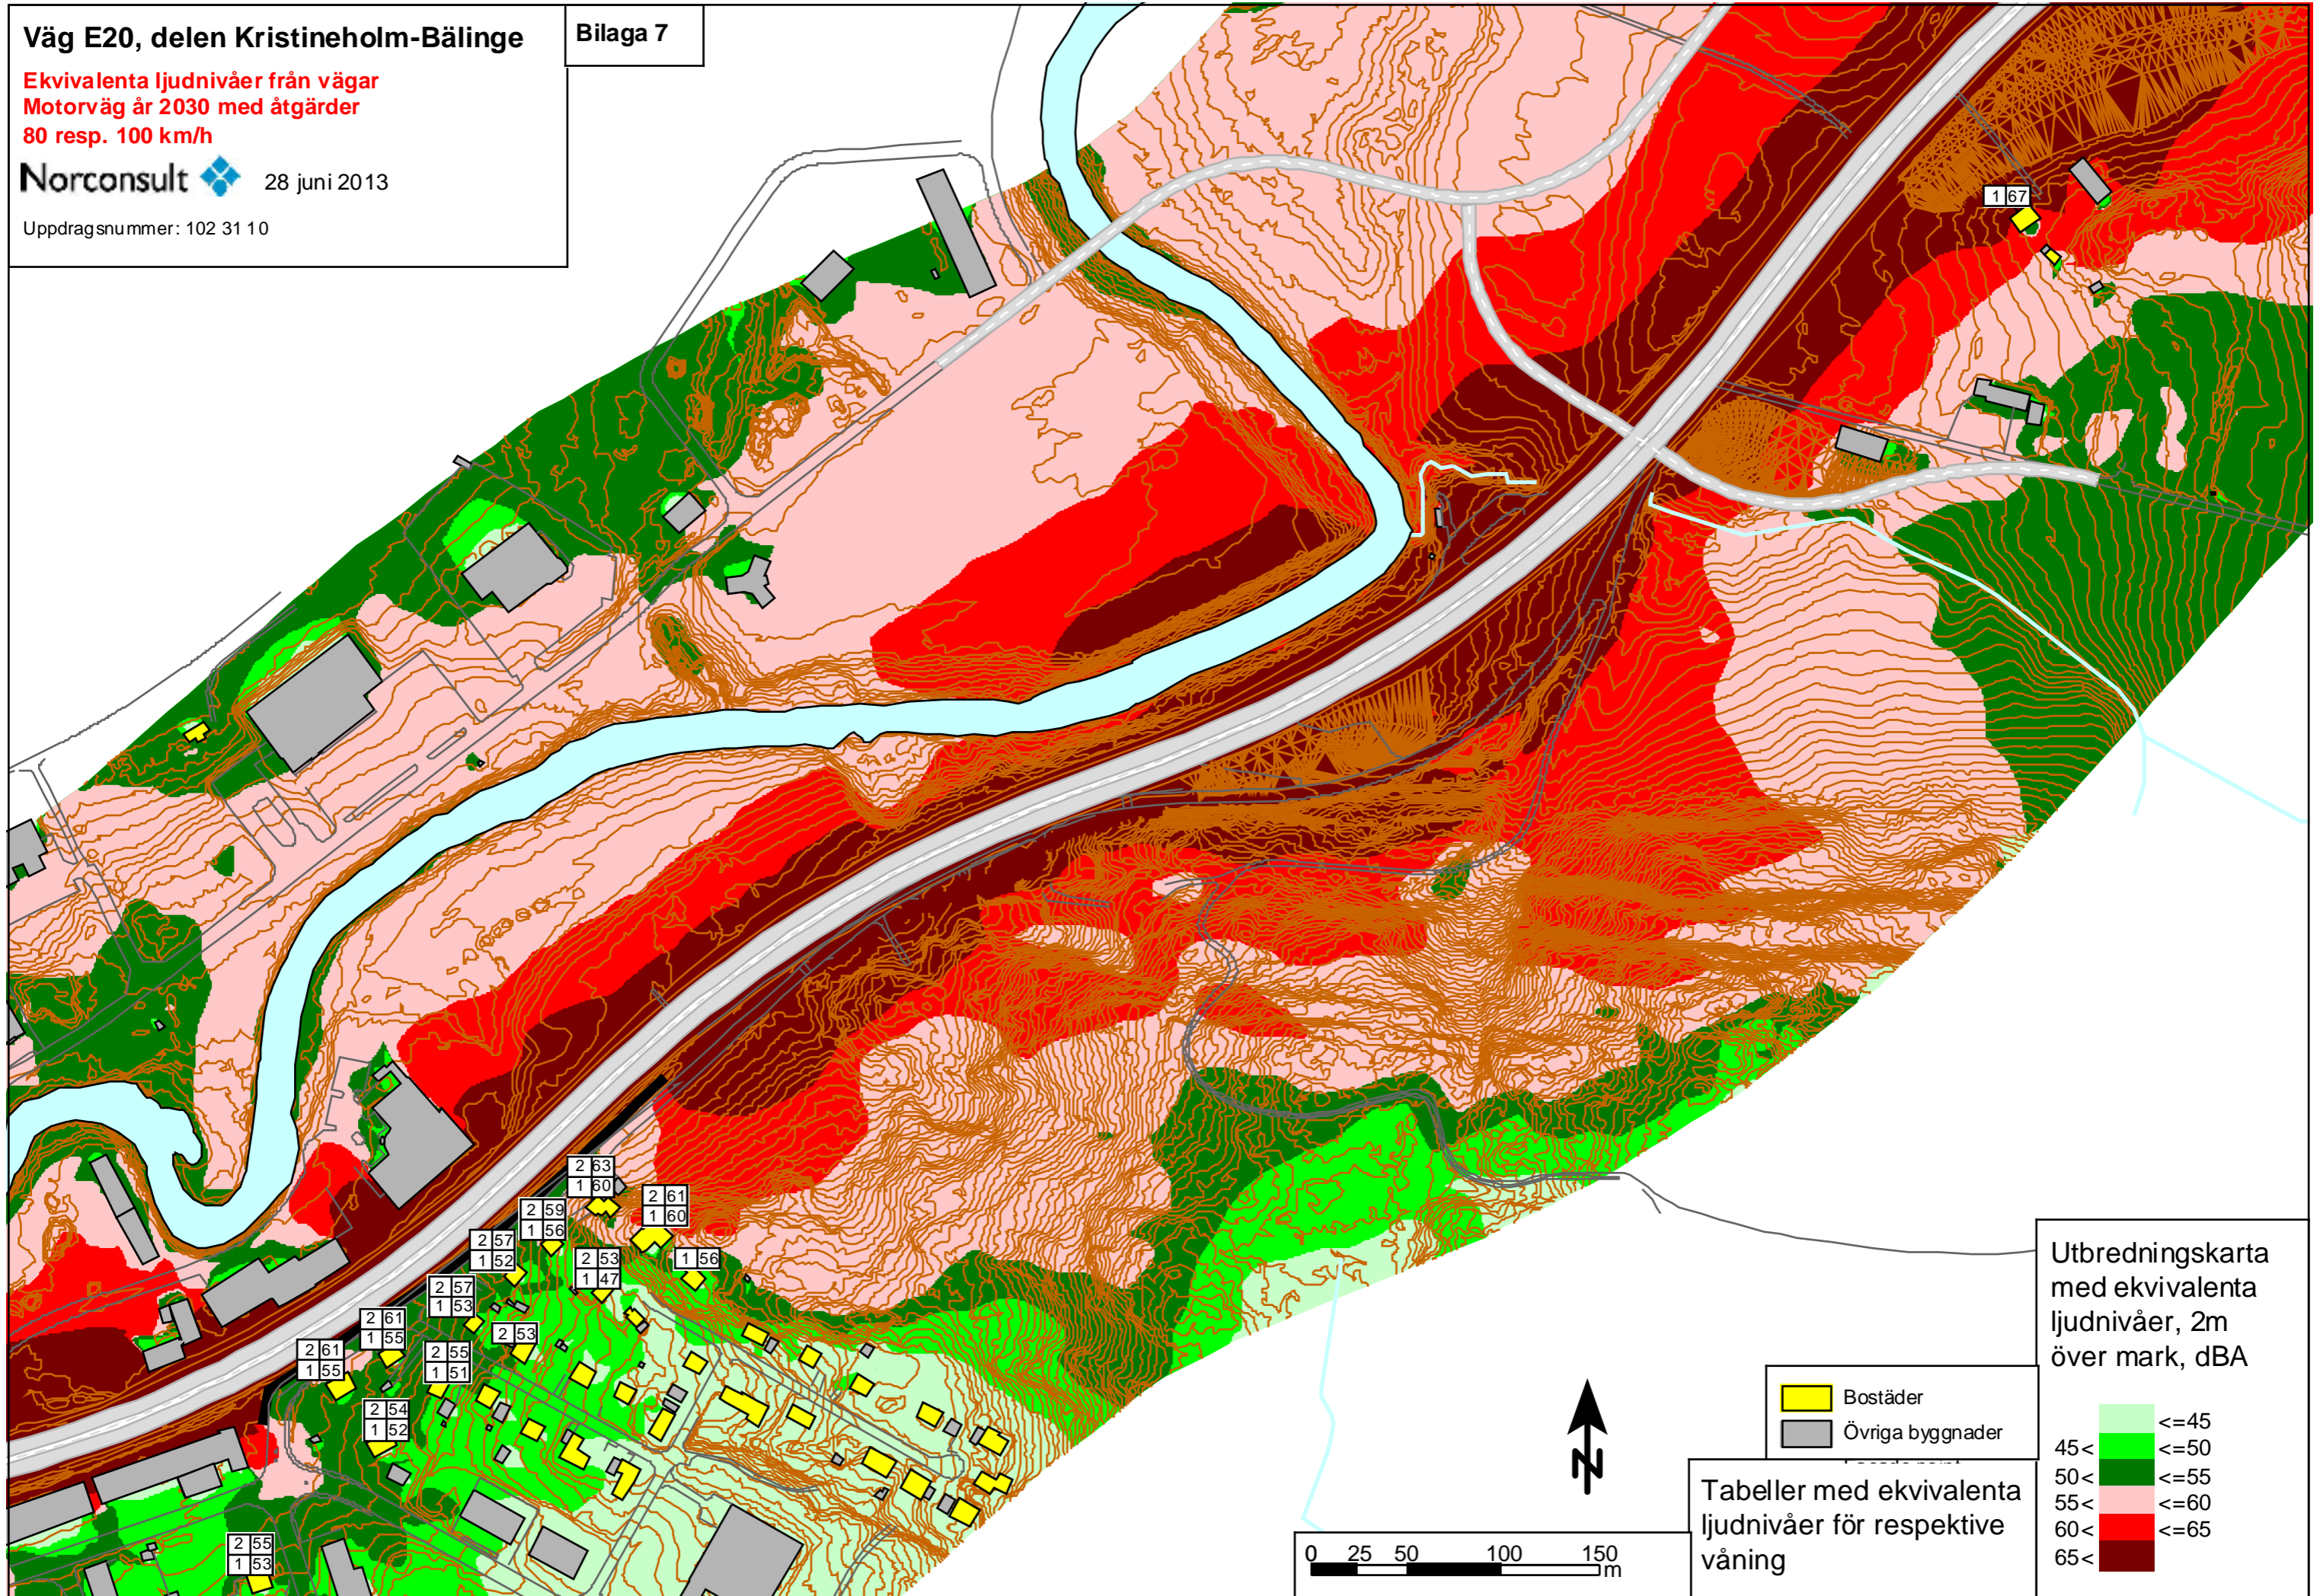 Väg E20, delen Kristineholm-Bälinge
Bilaga 7
Ekvivalenta ljudnivåer från vägar
Motorväg år 2030 med åtgärder
80 resp. 100 km/h
Norconsult
28 juni 2013
Uppdragsnummer: 102 31 10
1 67
2 63
1 60
2 61
1 60
2 59
1 56
2 57
1 52
2 53
1 47
1 56
2 57
1 53
2 61
1 55
2 53
2 61
1 55
2 55
1 51
2 54
1 52
2 55
1 53
N
Bostäder
Övriga byggnader
Tabeller med ekvivalenta
ljudnivåer för respektive
våning
0 25 50 100 150
m
Utbredningskarta
med ekvivalenta
ljudnivåer, 2m
över mark, dBA
<=45
45< <=50
50< <=55
55< <=60
60< <=65
65<